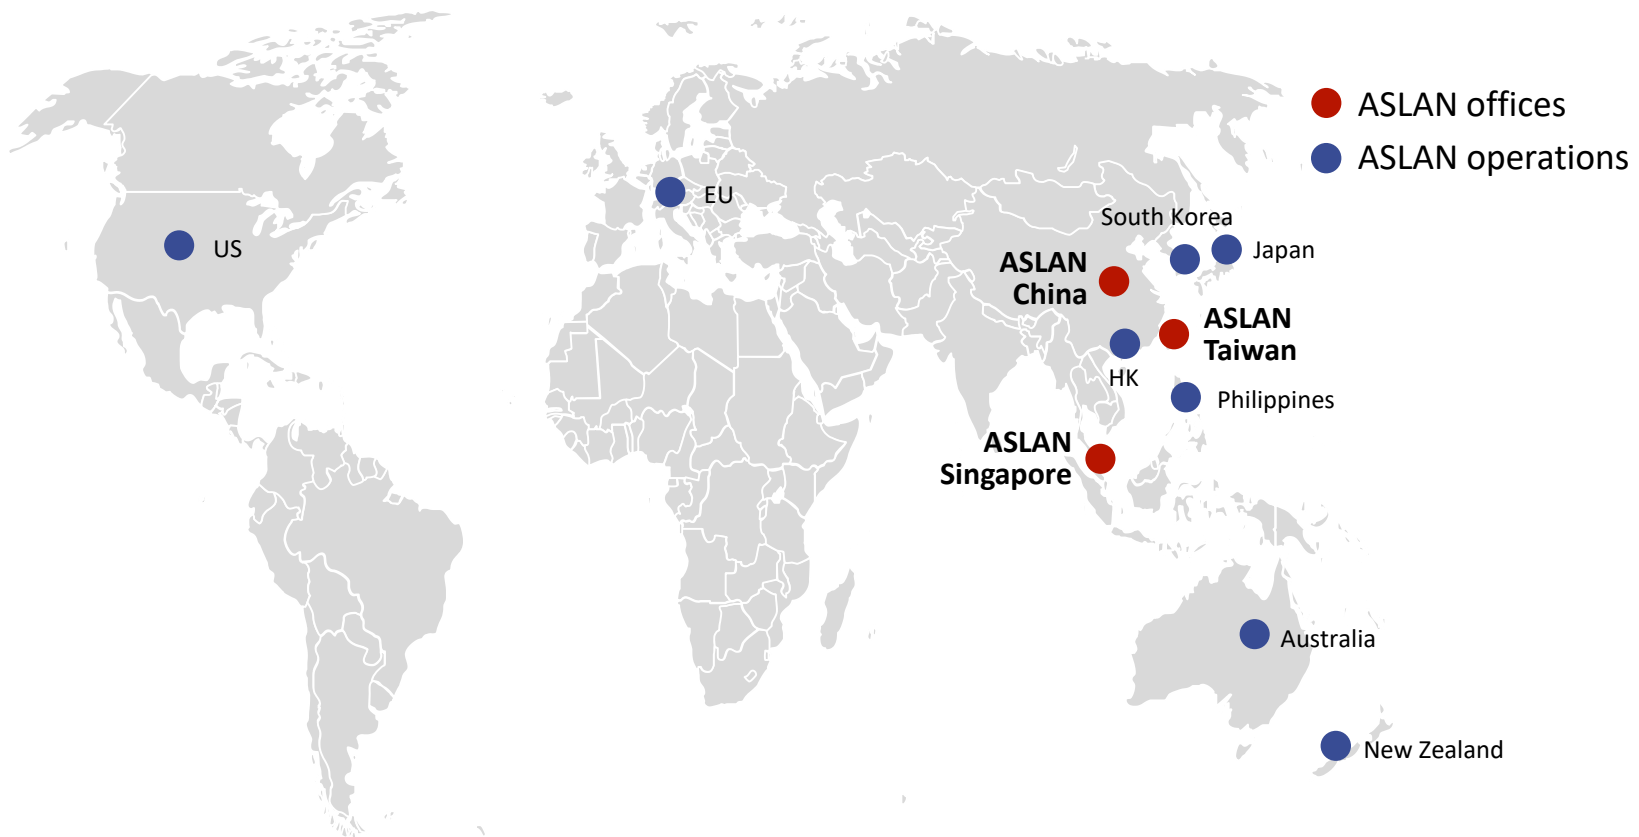 ASLAN offices
ASLAN operations
EU
South Korea
US
Japan
ASLAN
China
ASLAN
Taiwan
HK
Philippines
ASLAN
Singapore
Australia
New Zealand